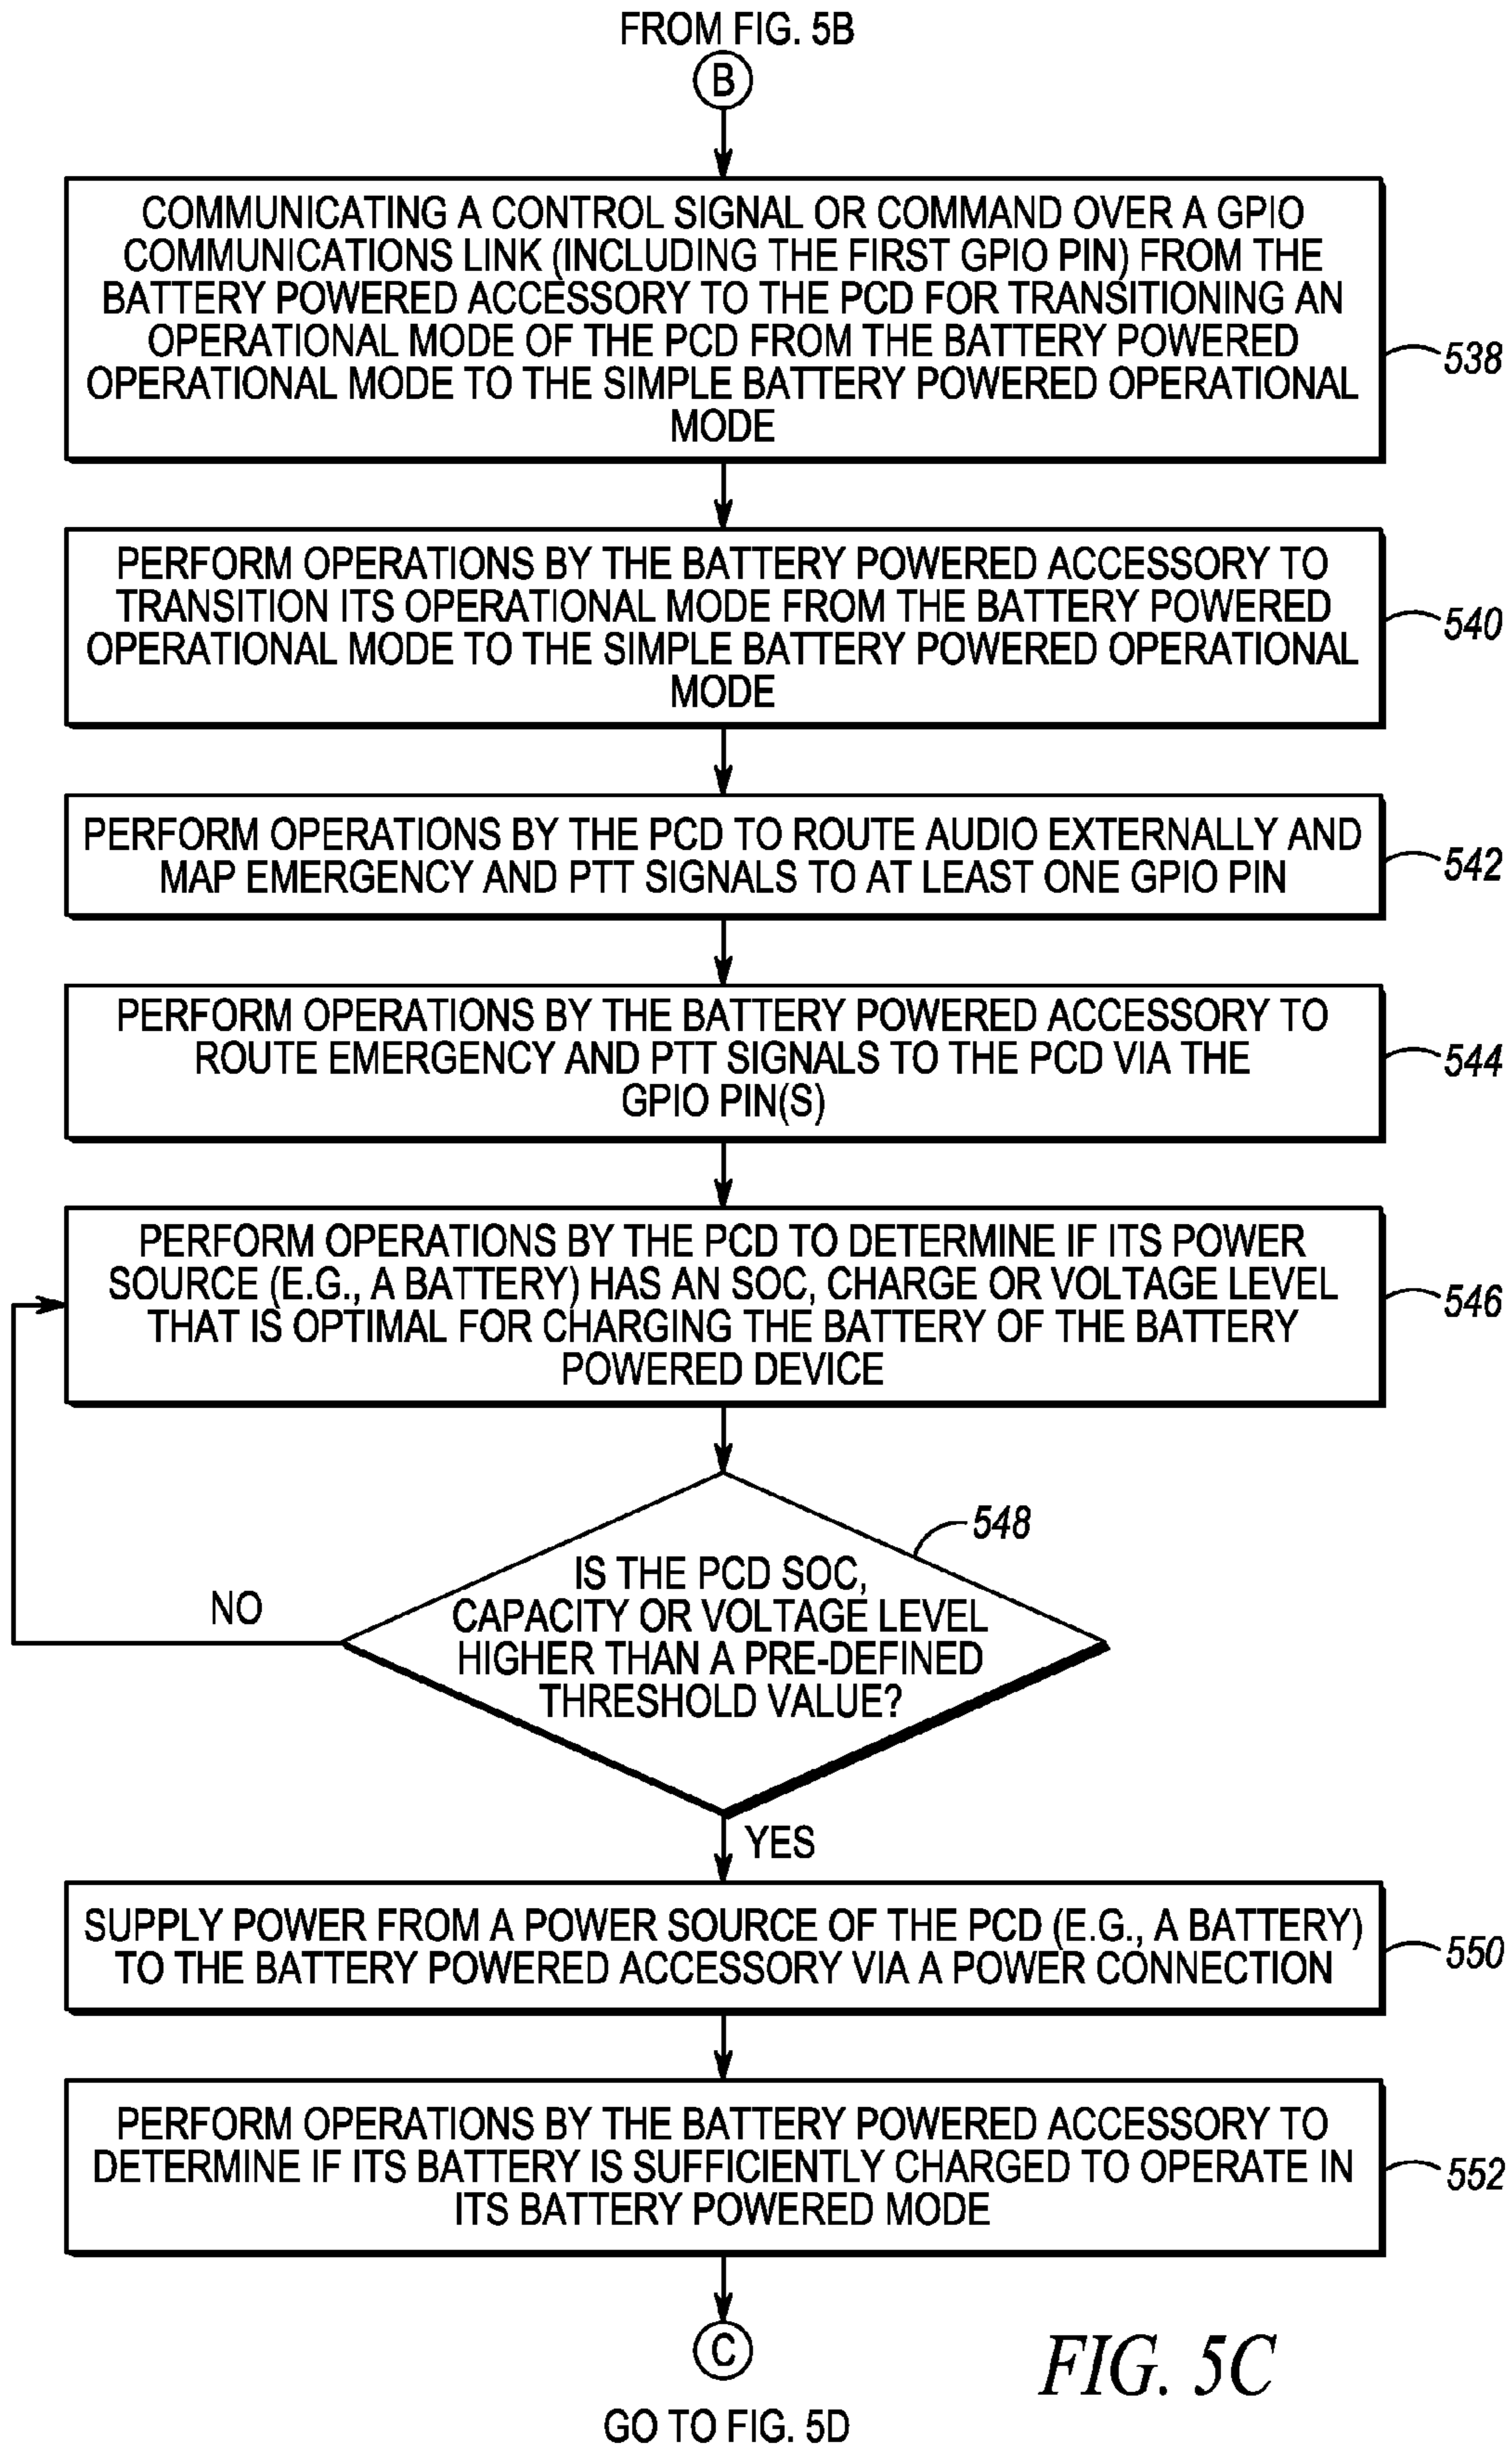 FROM FIG. 5B
B
COMMUNICATING A CONTROL SIGNAL OR COMMAND OVER A GPIO
COMMUNICATIONS LINK (INCLUDING THE FIRST GPIO PIN) FROM THE
BATTERY POWERED ACCESSORY TO THE PCD FOR TRANSITIONING AN
OPERATIONAL MODE OF THE PCD FROM THE BATTERY POWERED
OPERATIONAL MODE TO THE SIMPLE BATTERY POWERED OPERATIONAL
MODE
538
PERFORM OPERATIONS BY THE BATTERY POWERED ACCESSORY TO
TRANSITION ITS OPERATIONAL MODE FROM THE BATTERY POWERED
OPERATIONAL MODE TO THE SIMPLE BATTERY POWERED OPERATIONAL
MODE
540
PERFORM OPERATIONS BY THE PCD TO ROUTE AUDIO EXTERNALLY AND
MAP EMERGENCY AND PTT SIGNALS TO AT LEAST ONE GPIO PIN
542
PERFORM OPERATIONS BY THE BATTERY POWERED ACCESSORY TO
ROUTE EMERGENCY AND PTT SIGNALS TO THE PCD VIA THE
GPIO PIN(S)
544
PERFORM OPERATIONS BY THE PCD TO DETERMINE IF ITS POWER
SOURCE (E.G., A BATTERY) HAS AN SOC, CHARGE OR VOLTAGE LEVEL
THAT IS OPTIMAL FOR CHARGING THE BATTERY OF THE BATTERY
POWERED DEVICE
546
548
IS THE PCD SOC,
CAPACITY OR VOLTAGE LEVEL
HIGHER THAN A PRE-DEFINED
THRESHOLD VALUE?
NO
YES
SUPPLY POWER FROM A POWER SOURCE OF THE PCD (E.G., A BATTERY)
TO THE BATTERY POWERED ACCESSORY VIA A POWER CONNECTION
550
PERFORM OPERATIONS BY THE BATTERY POWERED ACCESSORY TO
DETERMINE IF ITS BATTERY IS SUFFICIENTLY CHARGED TO OPERATE IN
ITS BATTERY POWERED MODE
552
C
GO TO FIG. 5D
FIG. 5C